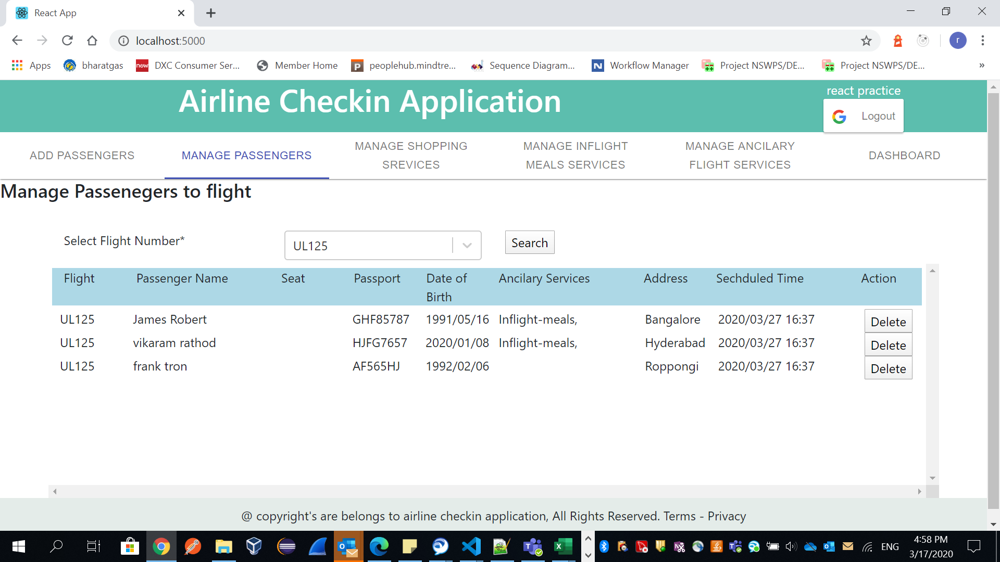 React App
localhost:5000
Apps bharatgas DXC Consumer Ser... Member Home peoplehub.mindtre... Sequence Diagram... Workflow Manager Project NSWPS/DE... Project NSWPS/DE... »
Airline Checkin Application
react practice
Logout
ADD PASSENGERS
MANAGE PASSENGERS
MANAGE SHOPPING
SREVICES
MANAGE INFLIGHT
MEALS SERVICES
MANAGE ANCILARY
FLIGHT SERVICES
DASHBOARD
Manage Passenegers to flight
Select Flight Number* UL125 Search
Flight Passenger Name Seat Passport Date of Birth Ancilary Services Address Sechduled Time Action
UL125 James Robert GHF85787 1991/05/16 Inflight-meals, Bangalore 2020/03/27 16:37 Delete
UL125 vikaram rathod HJFG7657 2020/01/08 Inflight-meals, Hyderabad 2020/03/27 16:37 Delete
UL125 frank tron AF565HJ 1992/02/06 Roppongi 2020/03/27 16:37 Delete
@ copyright's are belongs to airline checkin application, All Rights Reserved. Terms - Privacy
ENG
4:58 PM
3/17/2020